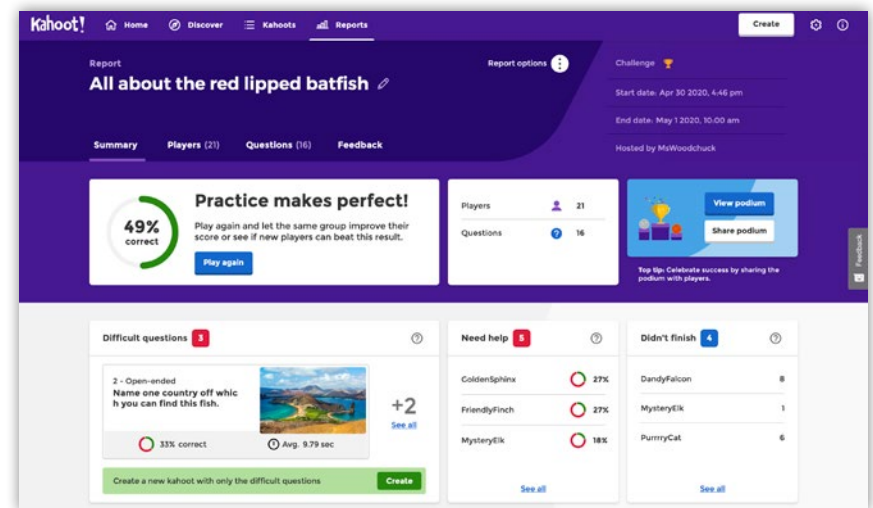 Kahoot! Home Discover Kahoots Reports Create
Report
All about the red lipped batfish
Report options
Challenge
Start date: Apr 30 2020, 4.46 pm
End date: May 1 2020, 10.00 am
Hosted by MsWoodchuck
Summary Players (21) Questions (16) Feedback
49%
correct
Practice makes perfect!
Play again and let the same group improve their
score or see if new players can beat this result.
Play again
Players 21
Questions 16
View podium
Share podium
Top tip: Celebrate success by sharing the
podium with players.
Feedback
Difficult questions 3
2 - Open-ended
Name one country off whic
h you can find this fish.
33% correct
Avg. 9.79 sec
+2
See all
Create a new kahoot with only the difficult questions
Create
Need help 5
GoldenSphinx 27%
FriendlyFinch 27%
MysteryElk 18%
See all
Didn't finish 4
DandyFalcon 8
MysteryElk 1
PurrrryCat 6
See all